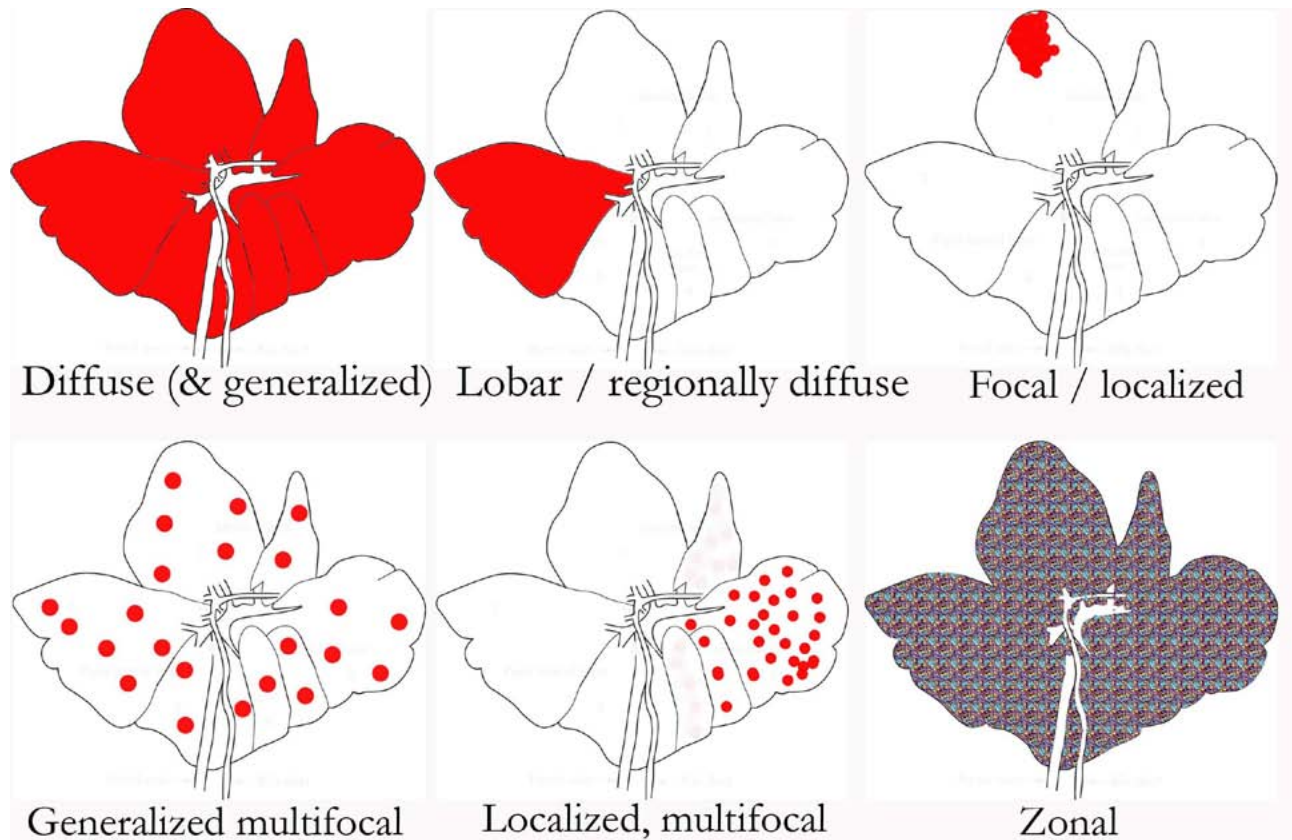 Diffuse (& generalized)
Lobar / regionally diffuse
Focal / localized
Generalized multifocal
Localized, multifocal
Zonal